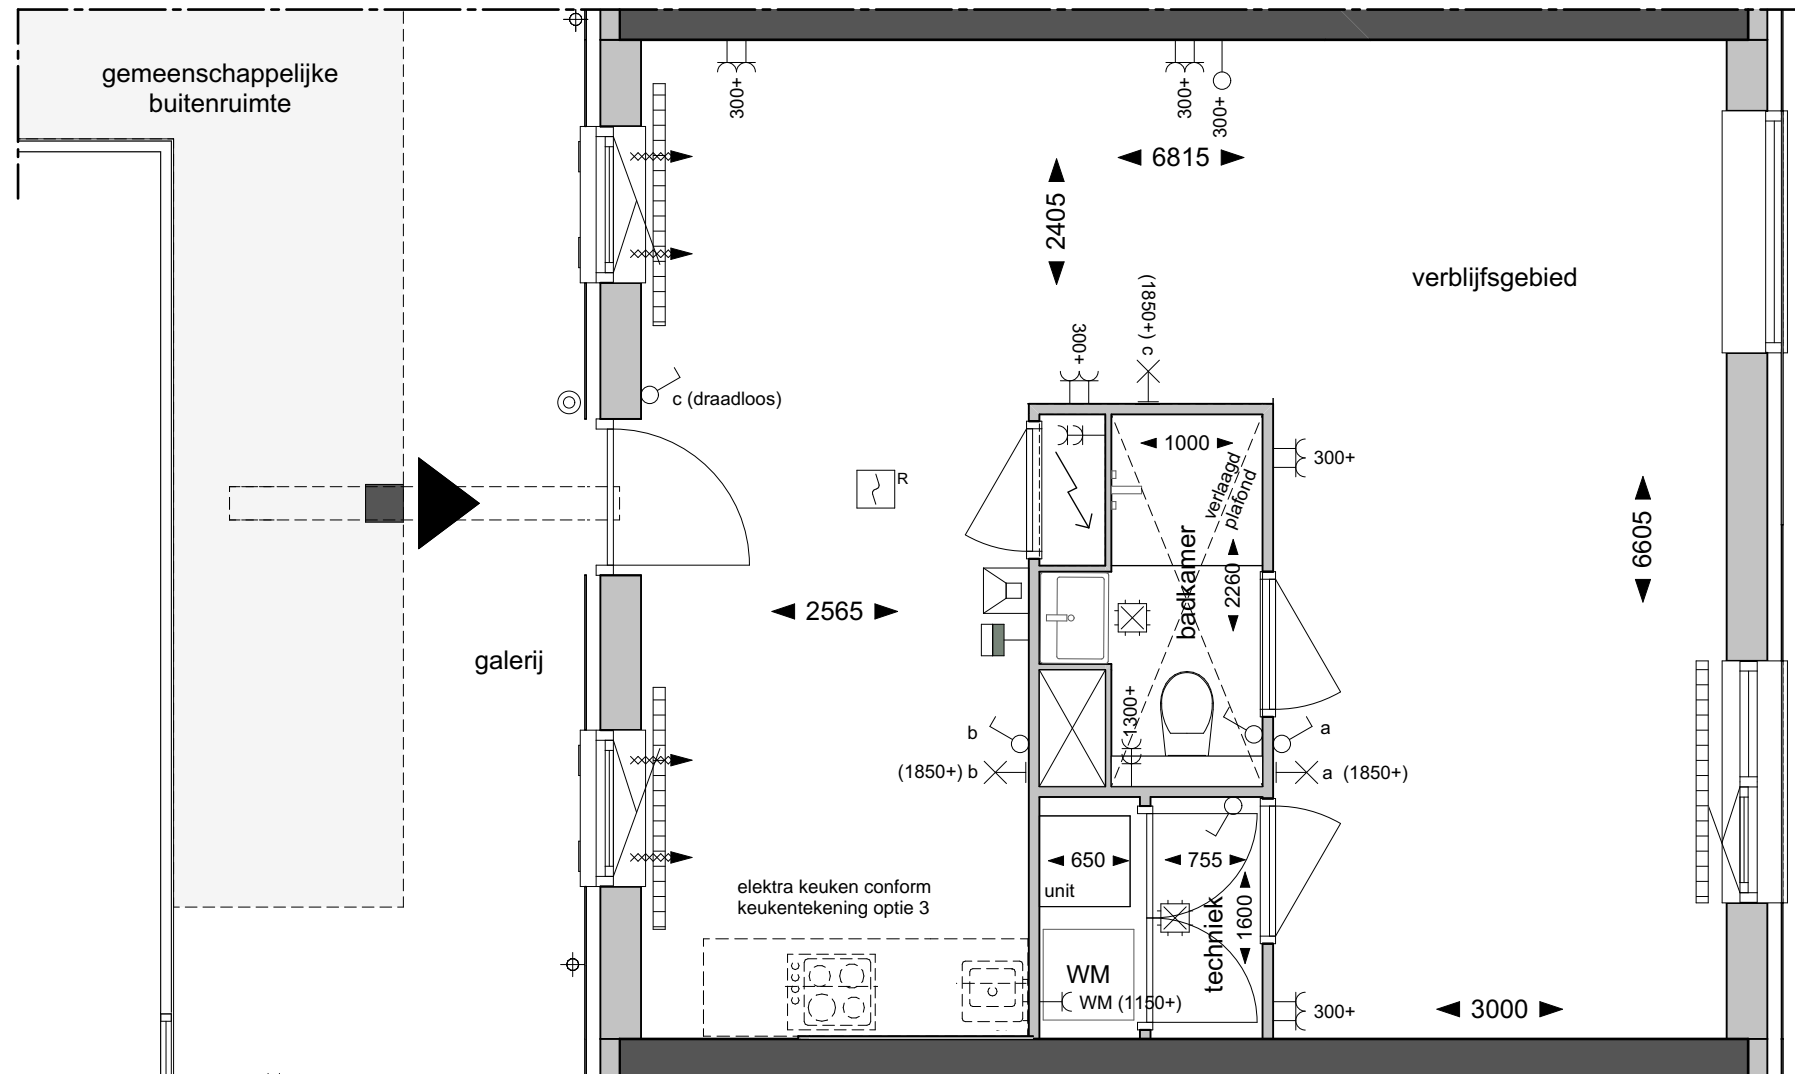 gemeenschappelijke
buitenruimte
300+
300+
300+
6815
2405
verblijfsgebied
(1850+) c
300+
c (draadloos)
1000
300+
verlaagd
plafond
R
badkamer
2260
6605
2565
galerij
1300+
b
a
(1850+) b
a (1850+)
650
755
unit
elektra keuken conform
keukentekening optie 3
techniek
1600
WM
WM (1150+)
300+
3000